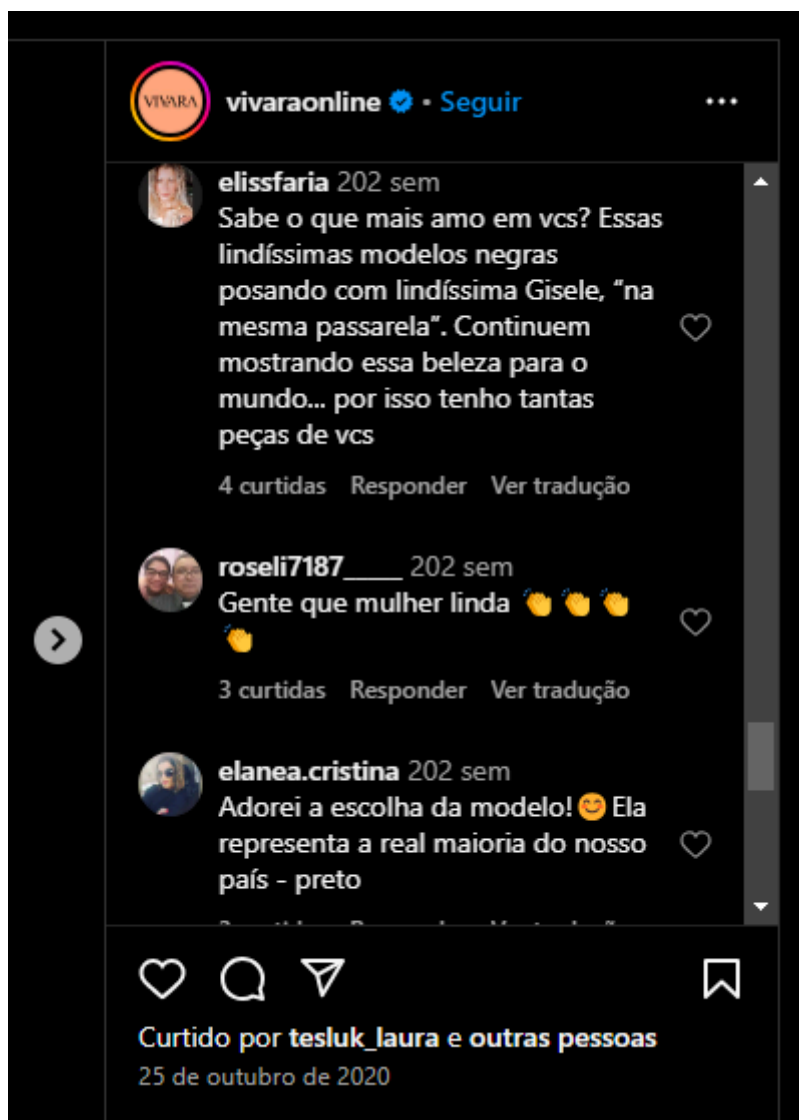 VIVARA
vivaraonline • Seguir
elissfaria 202 sem
Sabe o que mais amo em vcs? Essas
lindíssimas modelos negras
posando com lindíssima Gisele, “na
mesma passarela”. Continuem
mostrando essa beleza para o
mundo... por isso tenho tantas
peças de vcs
4 curtidas Responder Ver tradução
roseli7187_____ 202 sem
Gente que mulher linda 👏 👏 👏
👏
3 curtidas Responder Ver tradução
elanea.cristina 202 sem
Adorei a escolha da modelo!😊 Ela
representa a real maioria do nosso
país - preto
Curtido por tesluk_laura e outras pessoas
25 de outubro de 2020